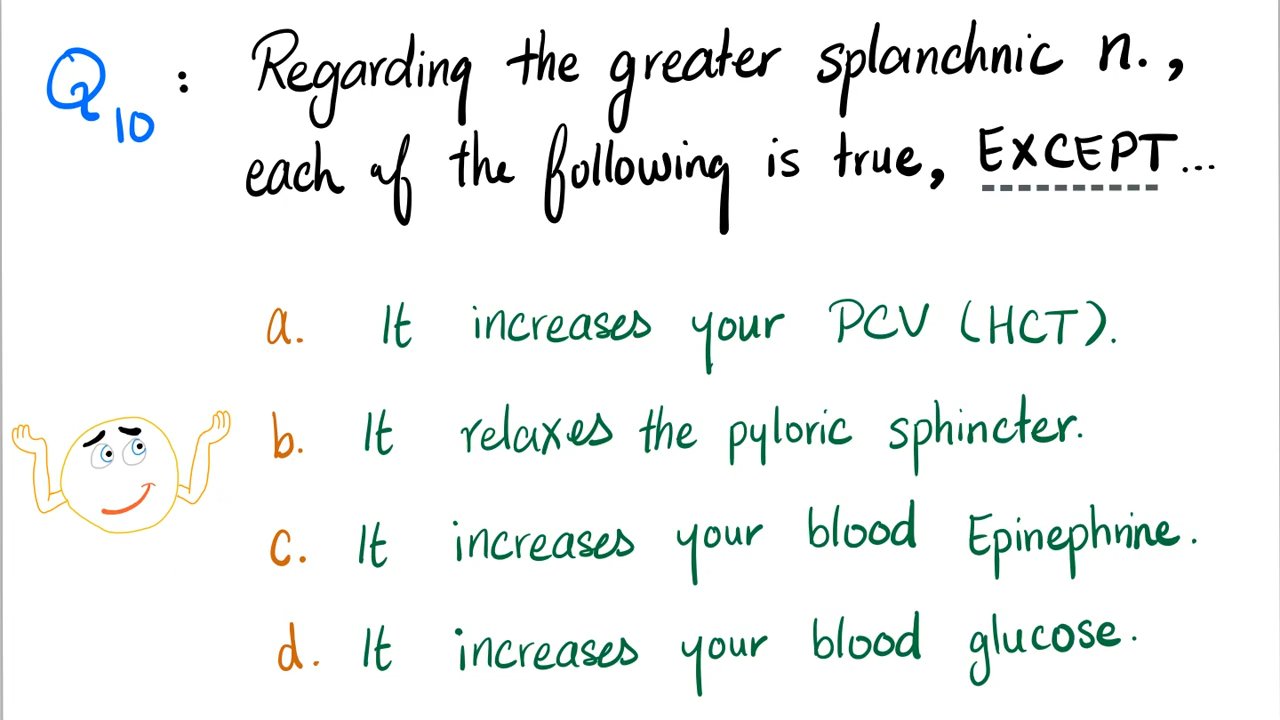 Q10 : Regarding the greater splanchnic n.,
each of the following is true, EXCEPT...
a. It increases your PCV (HCT).
b. It relaxes the pyloric sphincter.
c. It increases your blood Epinephrine.
d. It increases your blood glucose.